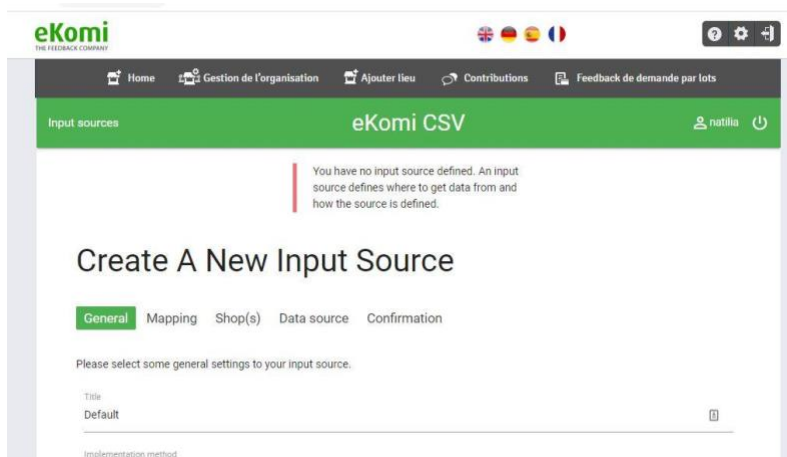 eKomi
THE FEEDBACK COMPANY
Home Gestion de l'organisation Ajouter lieu Contributions Feedback de demande par lots
Input sources eKomi CSV natilia
You have no input source defined. An input
source defines where to get data from and
how the source is defined.
Create A New Input Source
General Mapping Shop(s) Data source Confirmation
Please select some general settings to your input source.
Title
Default
Implementation method